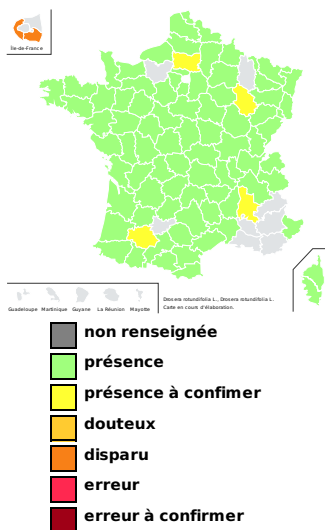 Île-de-France
Guadeloupe Martinique Guyane La Réunion Mayotte
Drosera rotundifolia L., Drosera rotundifolia L.
Carte en cours d'élaboration.
non renseignée
présence
présence à confimer
douteux
disparu
erreur
erreur à confirmer